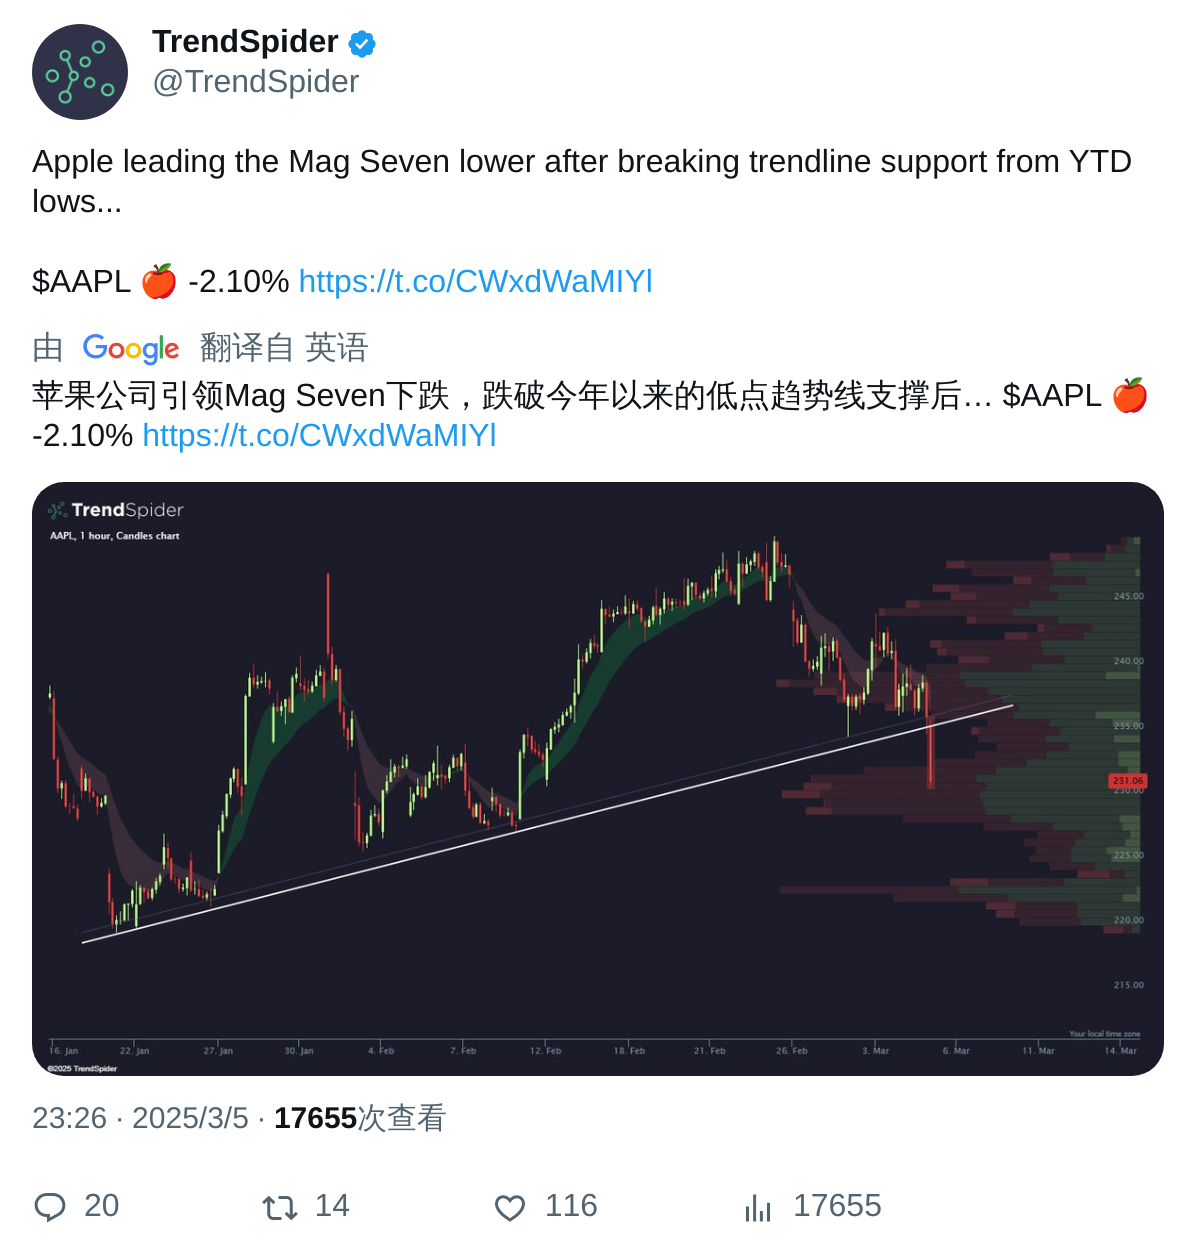 TrendSpider
@TrendSpider
Apple leading the Mag Seven lower after breaking trendline support from YTD
lows...
$AAPL 🍎 -2.10% https://t.co/CWxdWaMIYl
由 Google 翻译自 英语
苹果公司引领Mag Seven下跌，跌破今年以来的低点趋势线支撑后… $AAPL 🍎
-2.10% https://t.co/CWxdWaMIYl
TrendSpider
AAPL, 1 hour, Candles chart
245.00
240.00
235.00
231.06
230.00
225.00
220.00
215.00
Your local time zone
16. Jan 22. Jan 27. Jan 30. Jan 4. Feb 7. Feb 12. Feb 18. Feb 21. Feb 26. Feb 3. Mar 6. Mar 11. Mar 14. Mar
©2025 TrendSpider
23:26 · 2025/3/5 · 17655次查看
20 14 116 17655